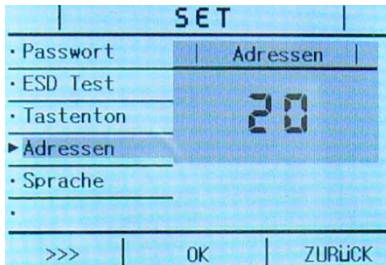 SET
· Passwort
Adressen
· ESD Test
20
· Tastenton
▶Adressen
· Sprache
·
>>> OK ZURÜCK